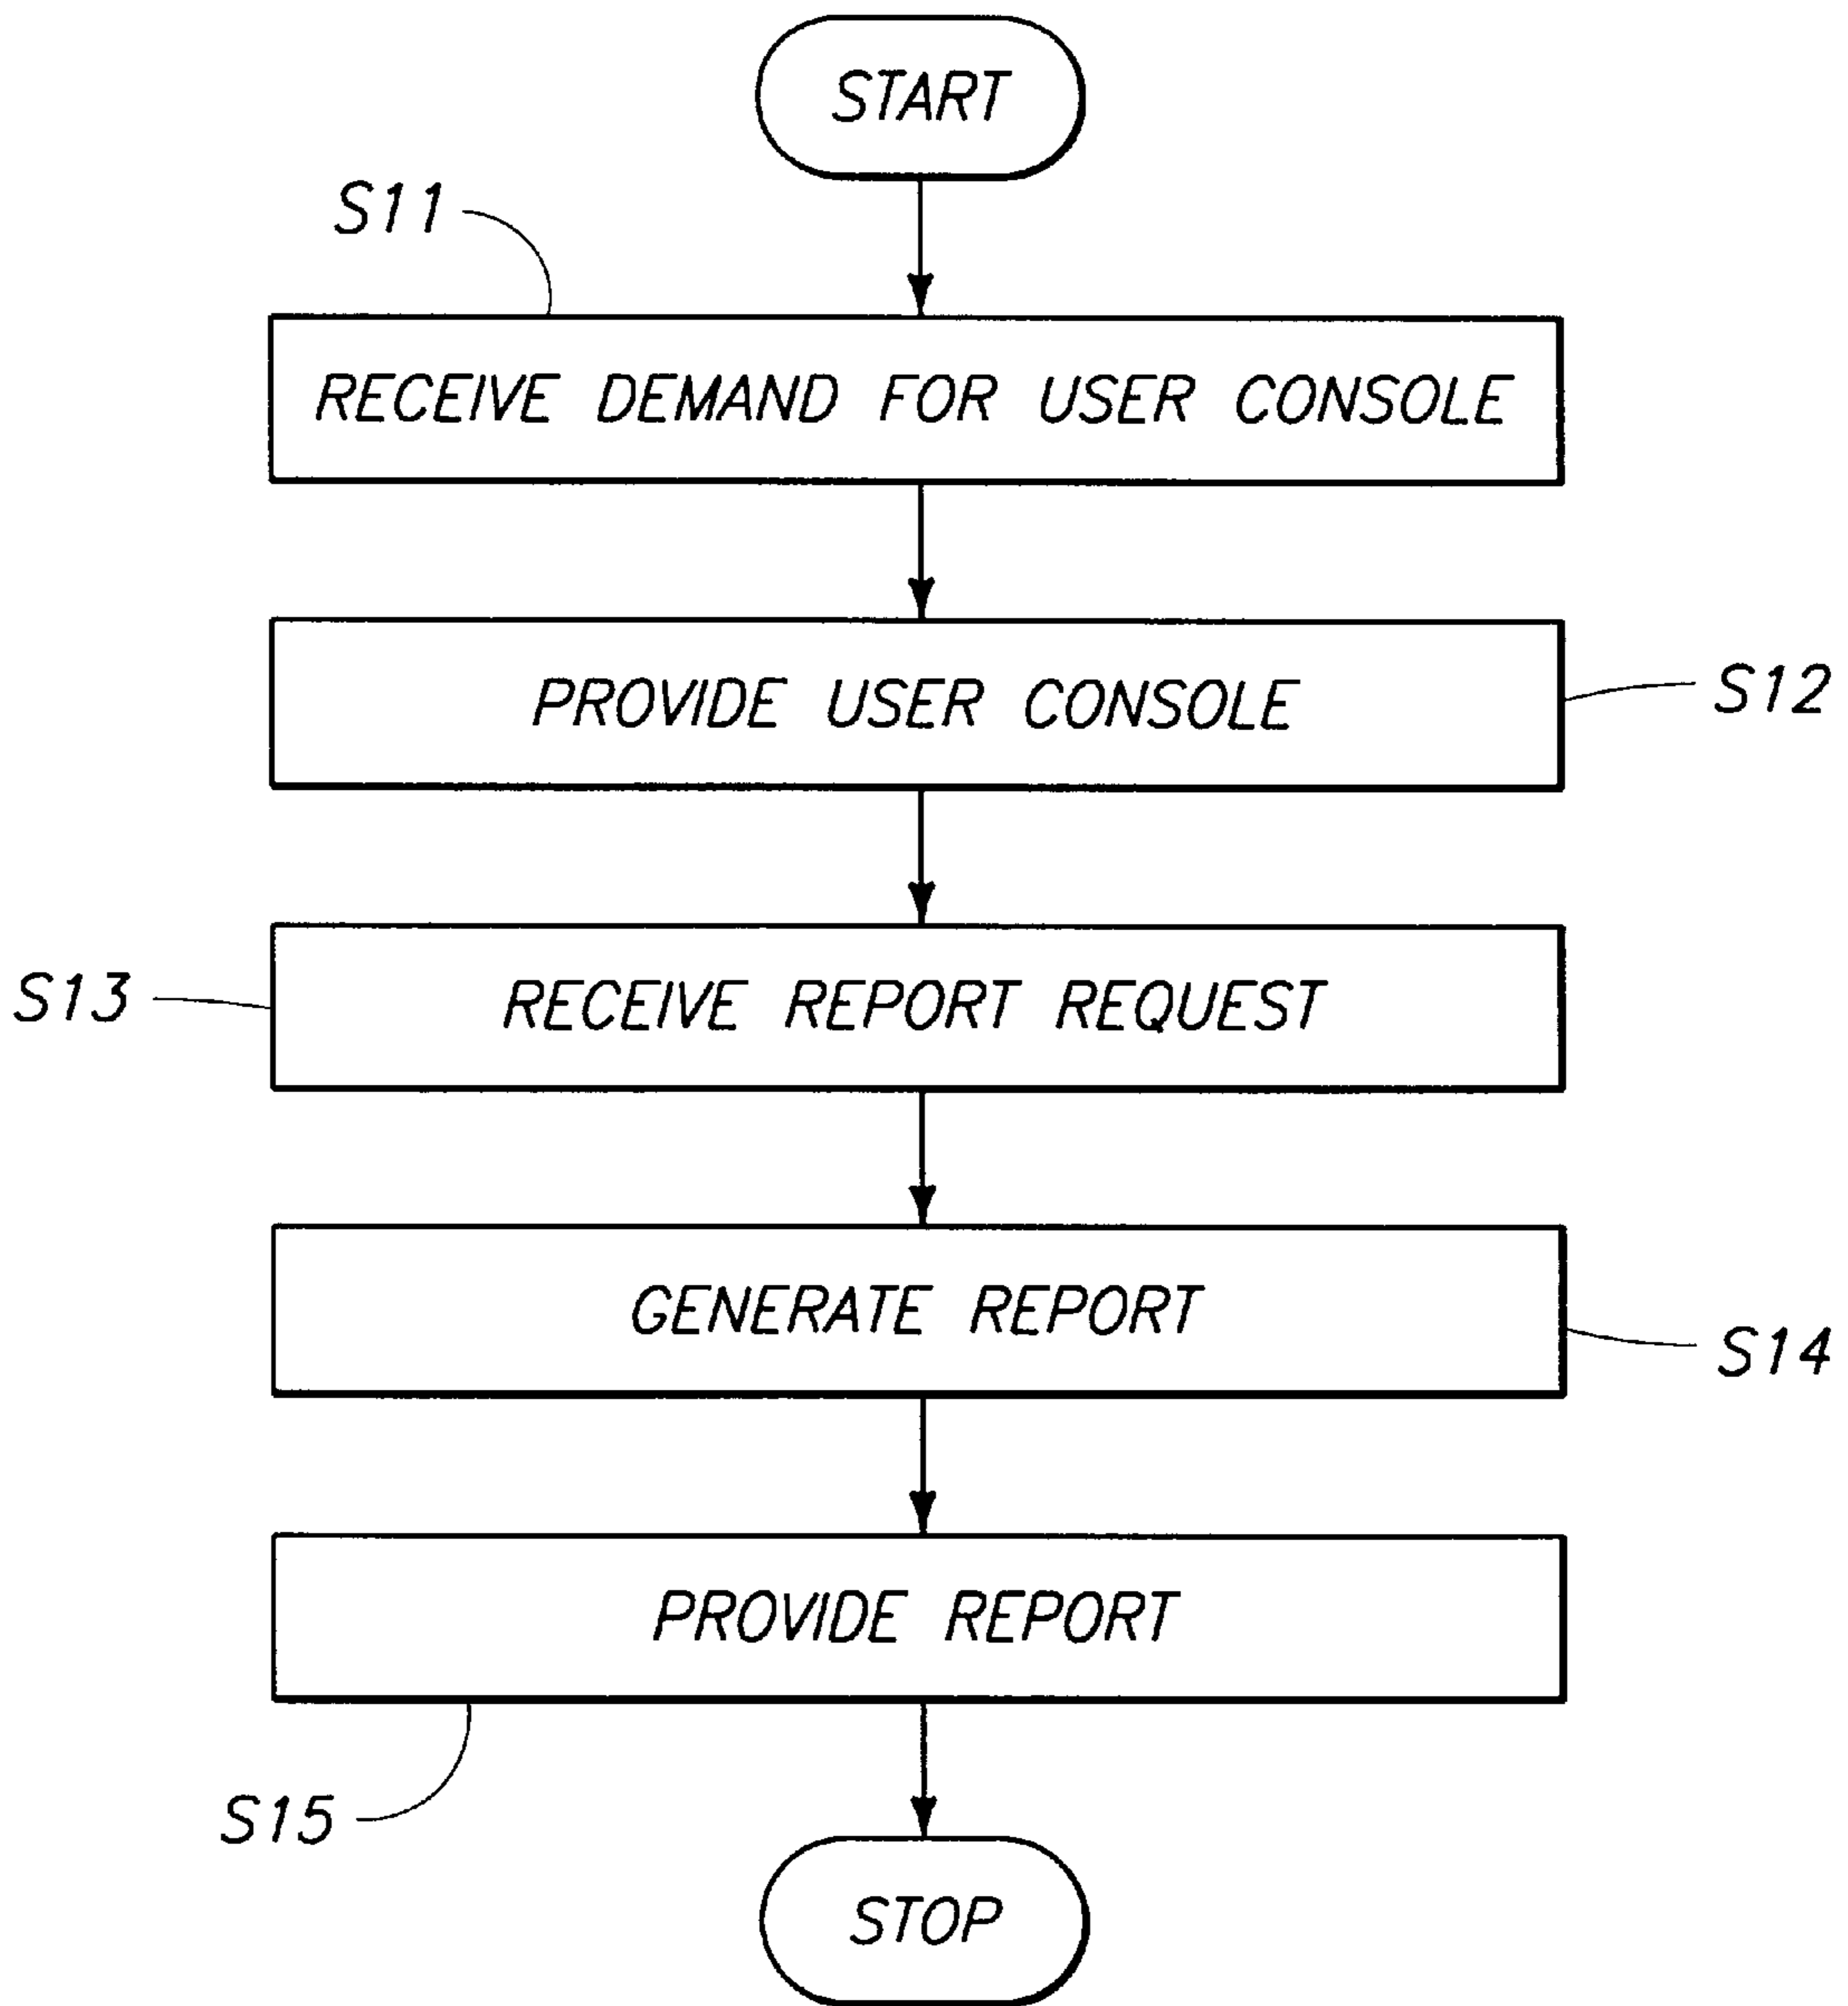 START
S11
RECEIVE DEMAND FOR USER CONSOLE
PROVIDE USER CONSOLE
S12
S13
RECEIVE REPORT REQUEST
GENERATE REPORT
S14
PROVIDE REPORT
S15
STOP